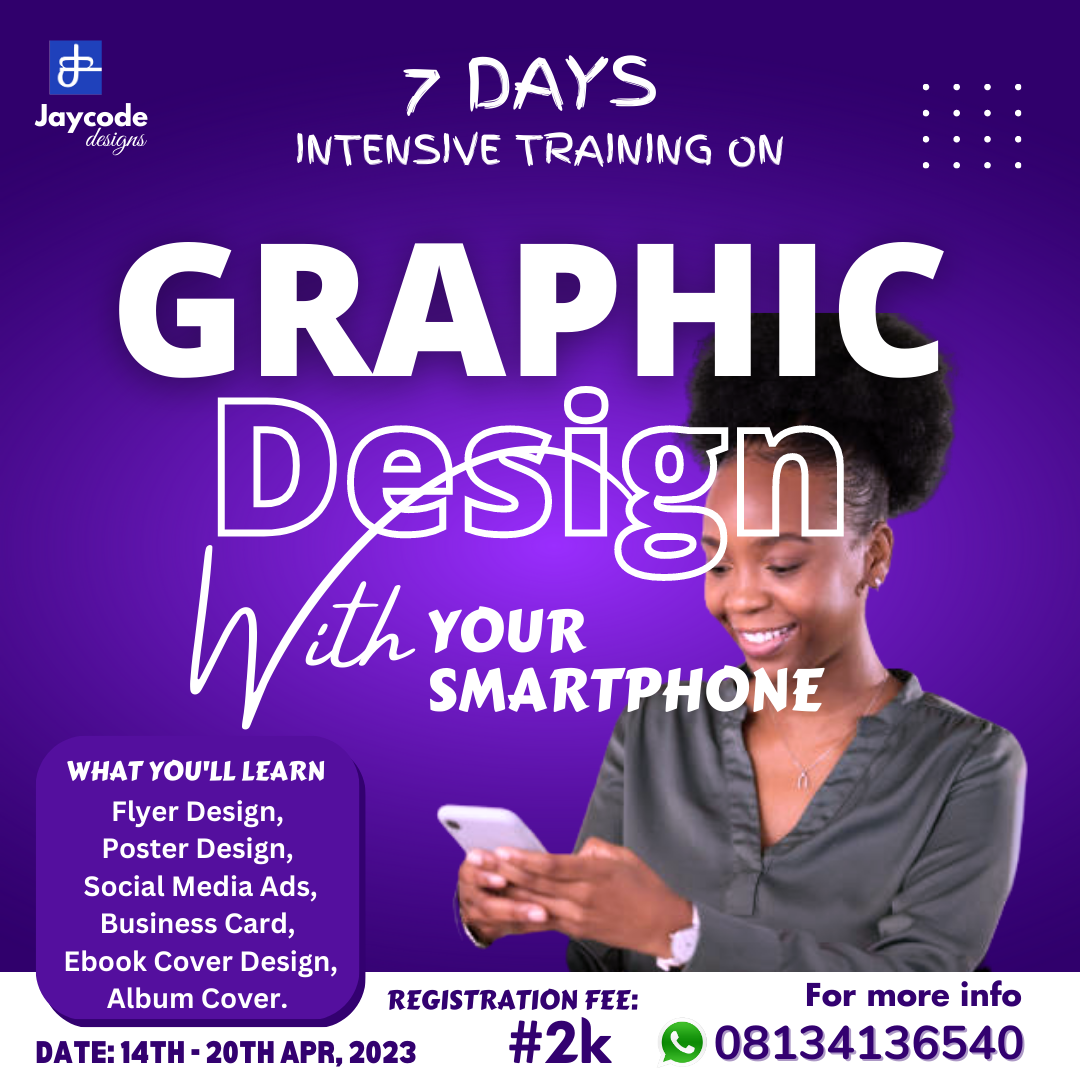 Jaycode
designs
7 DAYS
INTENSIVE TRAINING ON
GRAPHIC
Design
With YOUR
SMARTPHONE
WHAT YOU'LL LEARN
Flyer Design,
Poster Design,
Social Media Ads,
Business Card,
Ebook Cover Design,
Album Cover.
DATE: 14TH - 20TH APR, 2023
REGISTRATION FEE:
#2k
For more info
08134136540